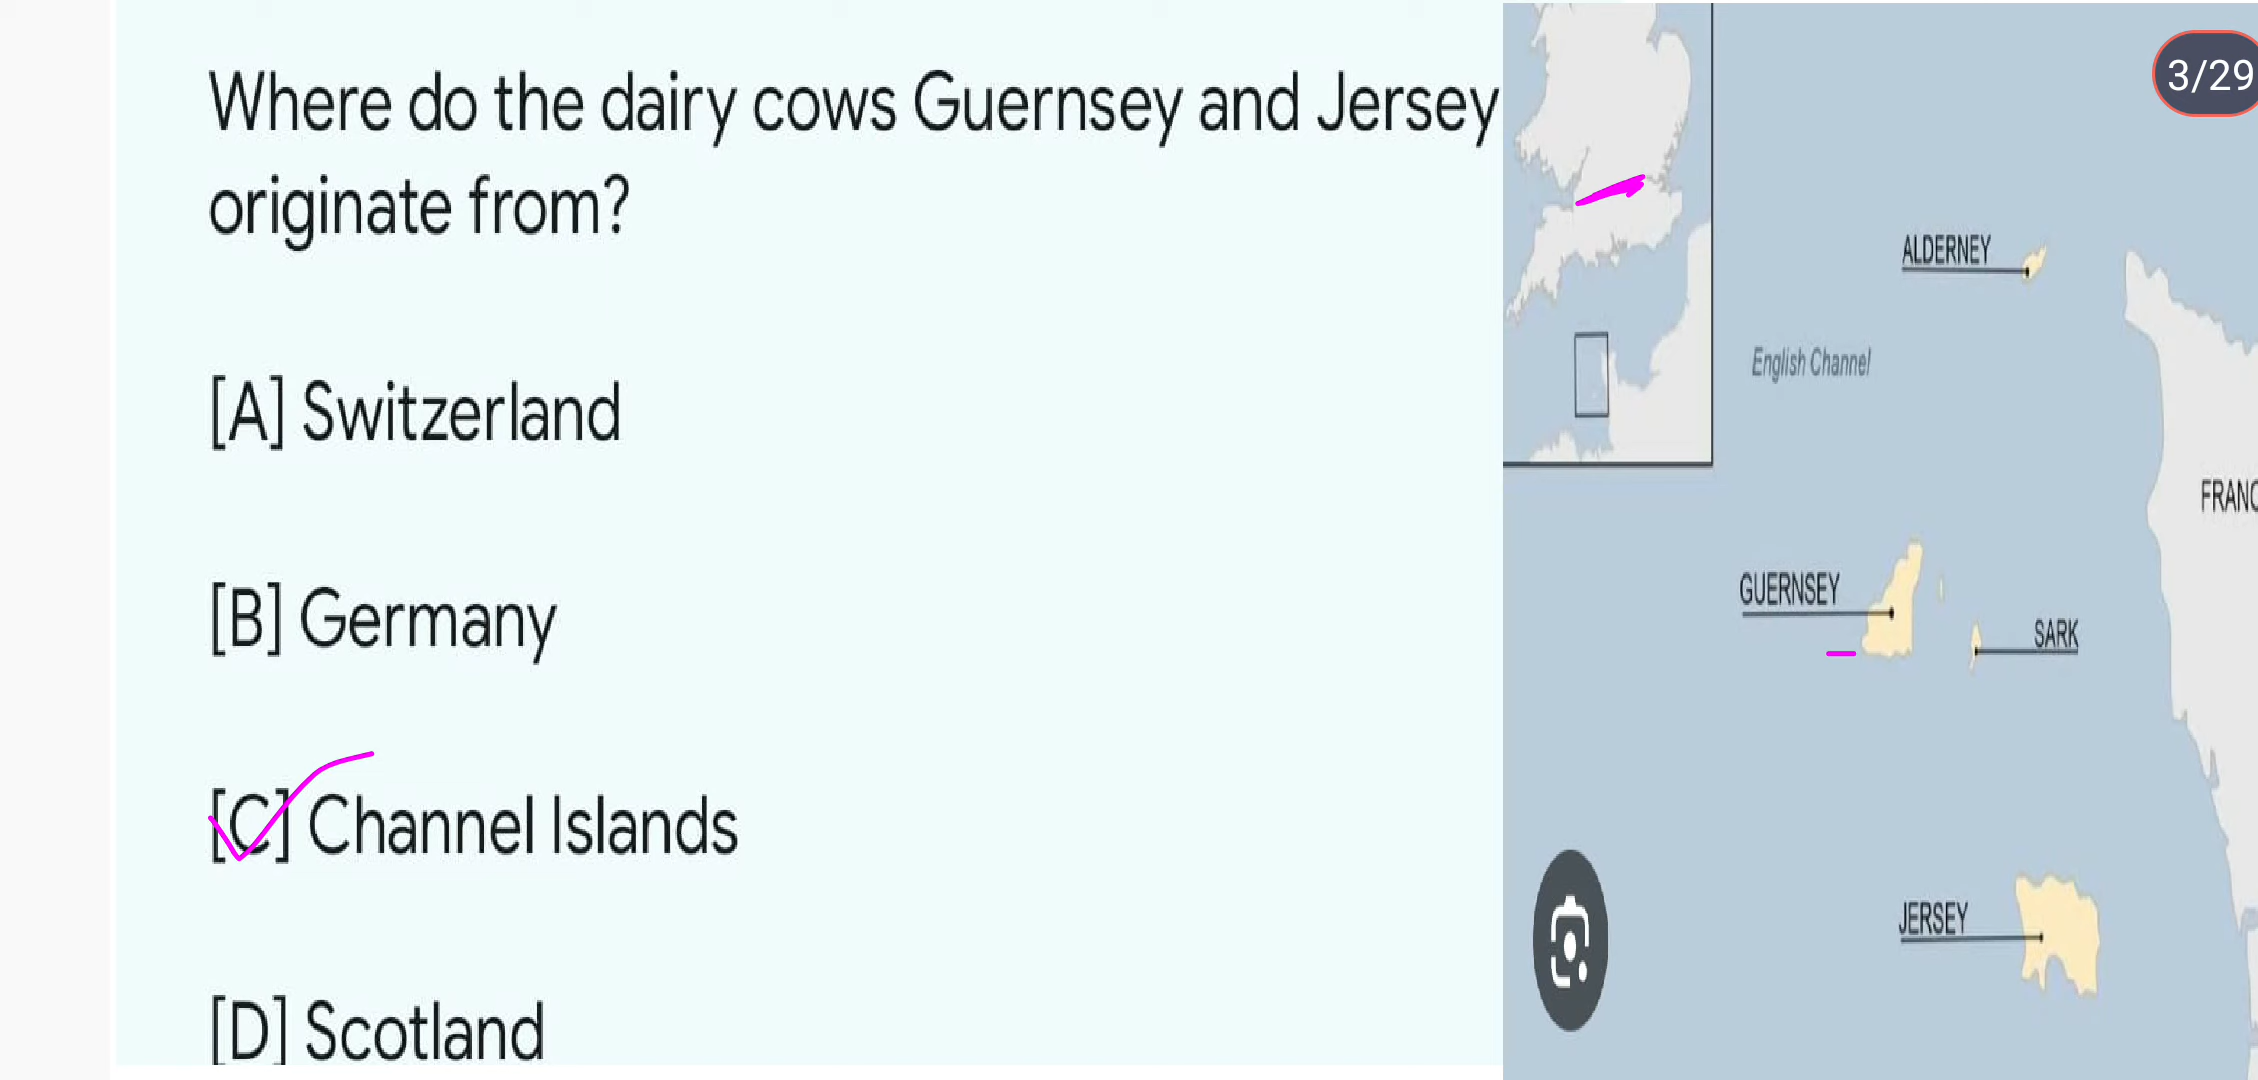 Where do the dairy cows Guernsey and Jersey
originate from?
[A] Switzerland
[B] Germany
[C] Channel Islands
[D] Scotland
3/29
ALDERNEY
English Channel
FRANC
GUERNSEY
SARK
JERSEY